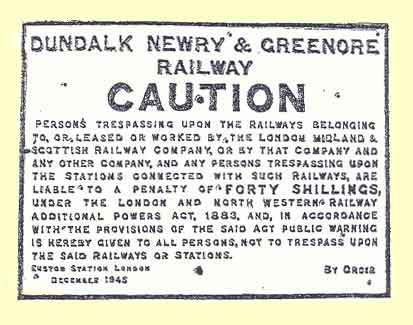 DUNDALK NEWRY & GREENORE
RAILWAY
CAUTION
PERSONS TRESPASSING UPON THE RAILWAYS BELONGING
TO, OR LEASED OR WORKED BY, THE LONDON MIDLAND &
SCOTTISH RAILWAY COMPANY, OR BY THAT COMPANY AND
ANY OTHER COMPANY, AND ANY PERSONS TRESPASSING UPON
THE STATIONS CONNECTED WITH SUCH RAILWAYS, ARE
LIABLE TO A PENALTY OF FORTY SHILLINGS,
UNDER THE LONDON AND NORTH WESTERN RAILWAY
ADDITIONAL POWERS ACT, 1883, AND, IN ACCORDANCE
WITH THE PROVISIONS OF THE SAID ACT PUBLIC WARNING
IS HEREBY GIVEN TO ALL PERSONS, NOT TO TRESPASS UPON
THE SAID RAILWAYS OR STATIONS.
EUSTON STATION LONDON BY ORDER
DECEMBER 1945